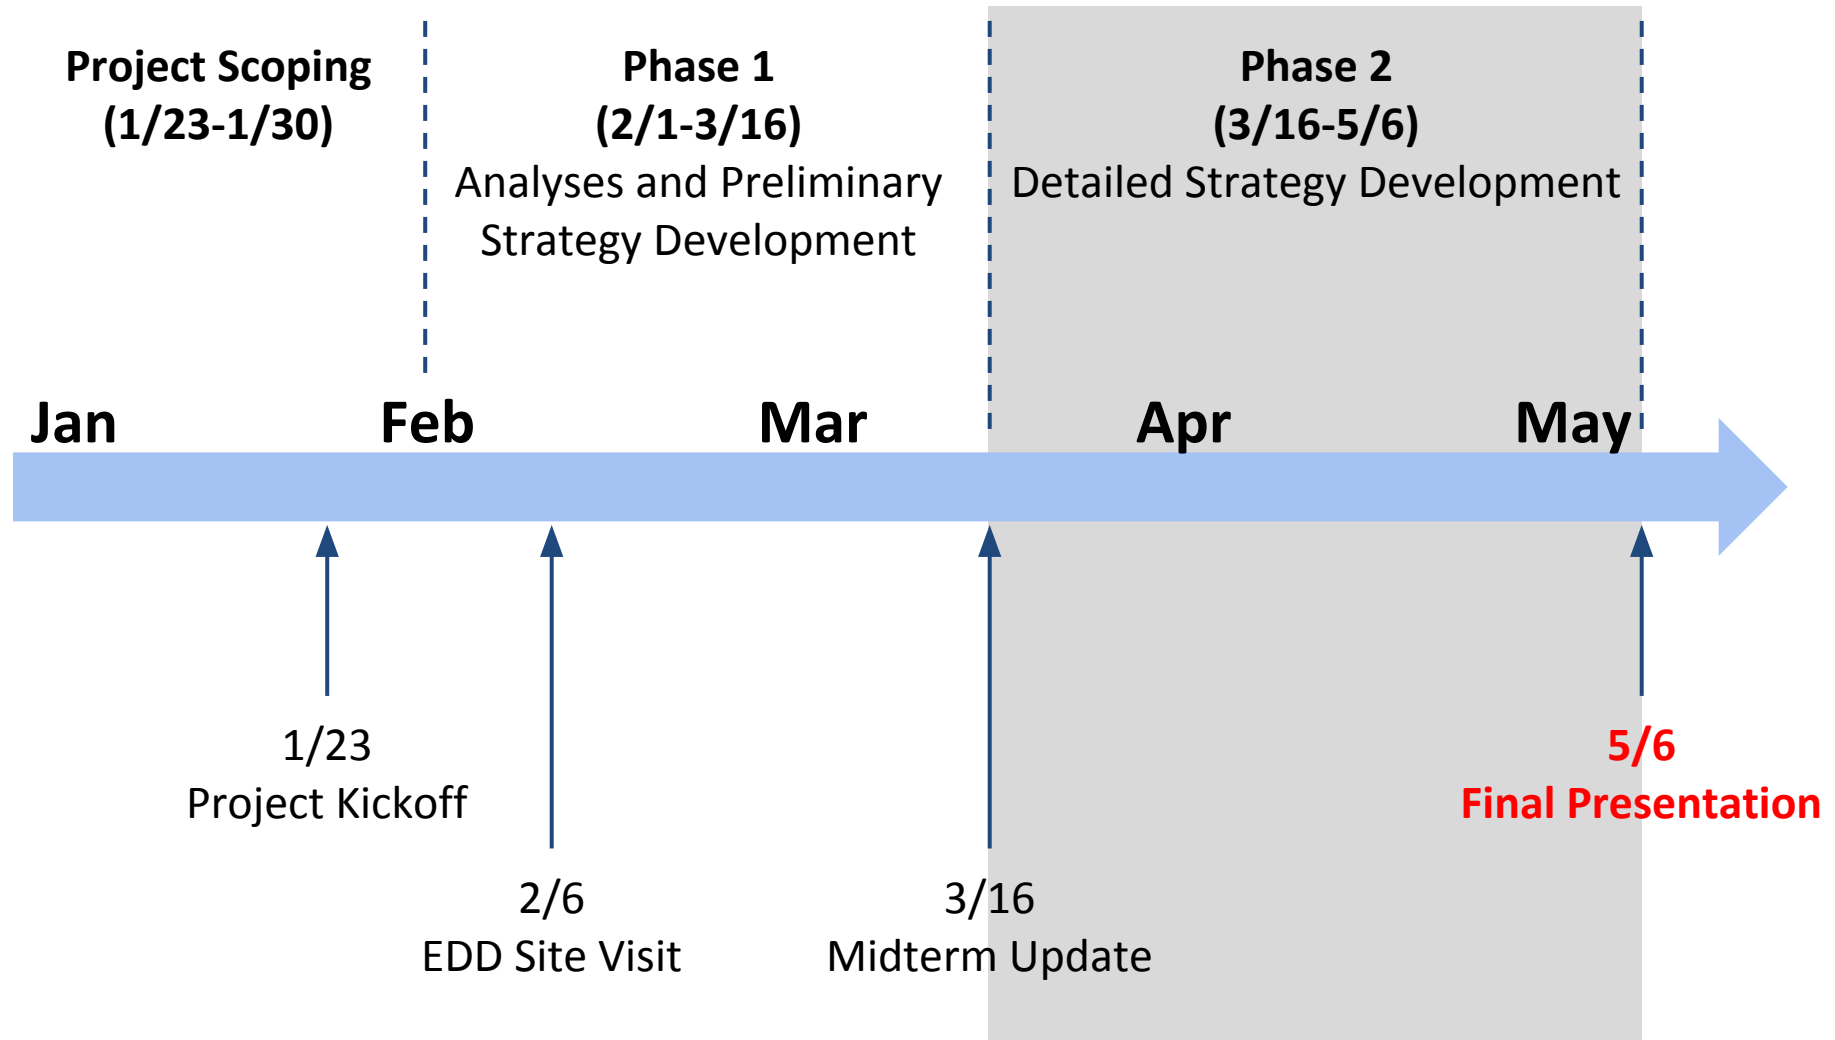 Project Scoping
(1/23-1/30)
Phase 1
(2/1-3/16)
Analyses and Preliminary
Strategy Development
Phase 2
(3/16-5/6)
Detailed Strategy Development
Jan
Feb
Mar
Apr
May
1/23
Project Kickoff
2/6
EDD Site Visit
3/16
Midterm Update
5/6
Final Presentation